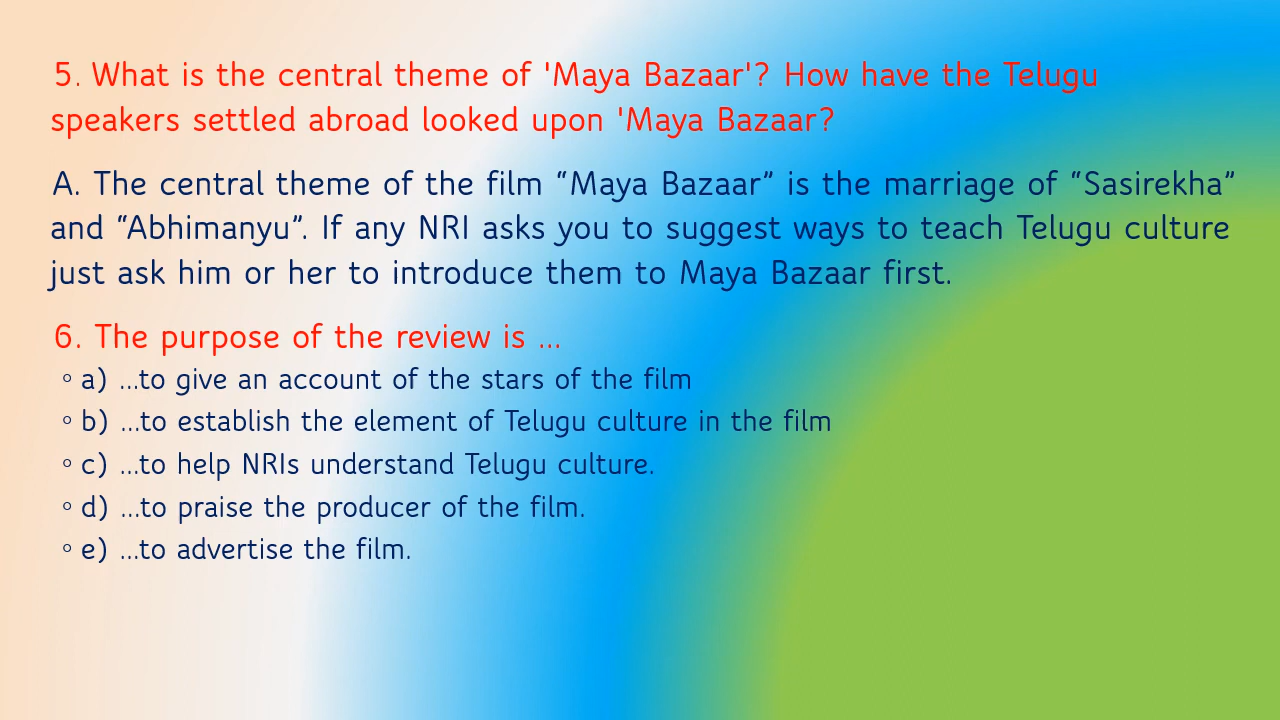 5. What is the central theme of 'Maya Bazaar'? How have the Telugu
speakers settled abroad looked upon 'Maya Bazaar?
A. The central theme of the film “Maya Bazaar” is the marriage of “Sasirekha”
and “Abhimanyu”. If any NRI asks you to suggest ways to teach Telugu culture
just ask him or her to introduce them to Maya Bazaar first.
6. The purpose of the review is ...
◦ a) ...to give an account of the stars of the film
◦ b) ...to establish the element of Telugu culture in the film
◦ c) ...to help NRIs understand Telugu culture.
◦ d) ...to praise the producer of the film.
◦ e) ...to advertise the film.